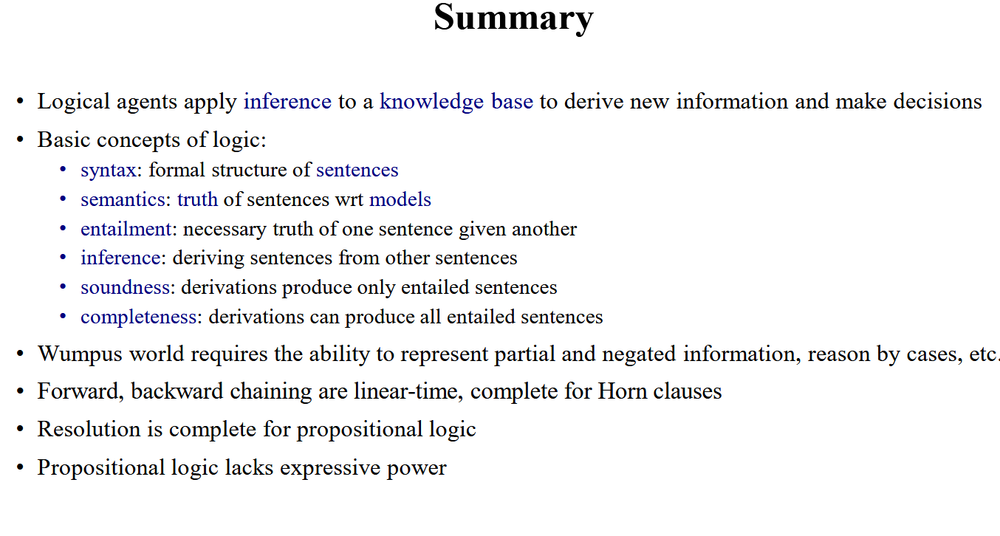 Summary
• Logical agents apply inference to a knowledge base to derive new information and make decisions
• Basic concepts of logic:
• syntax: formal structure of sentences
• semantics: truth of sentences wrt models
• entailment: necessary truth of one sentence given another
• inference: deriving sentences from other sentences
• soundness: derivations produce only entailed sentences
• completeness: derivations can produce all entailed sentences
• Wumpus world requires the ability to represent partial and negated information, reason by cases, etc.
• Forward, backward chaining are linear-time, complete for Horn clauses
• Resolution is complete for propositional logic
• Propositional logic lacks expressive power